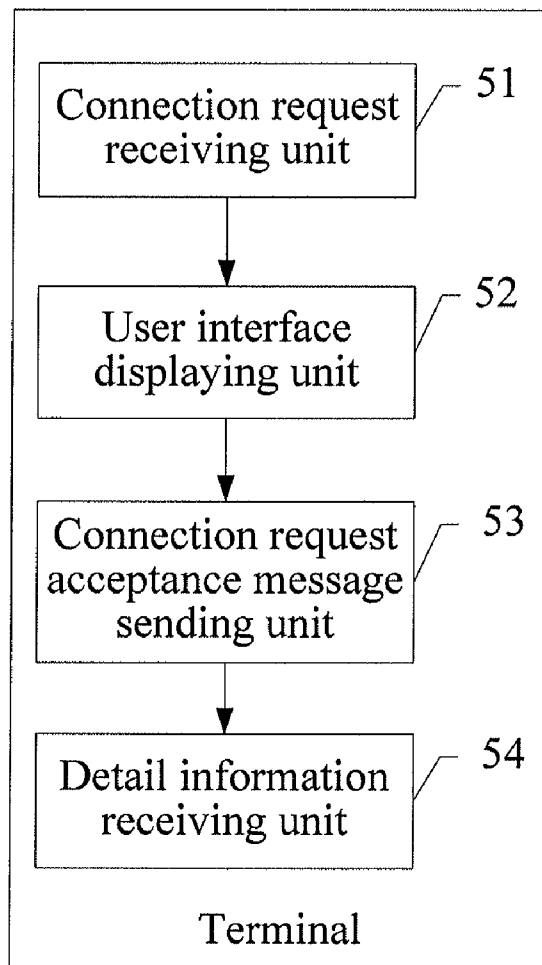 Connection request
receiving unit
51
User interface
displaying unit
52
Connection request
acceptance message
sending unit
53
Detail information
receiving unit
54
Terminal